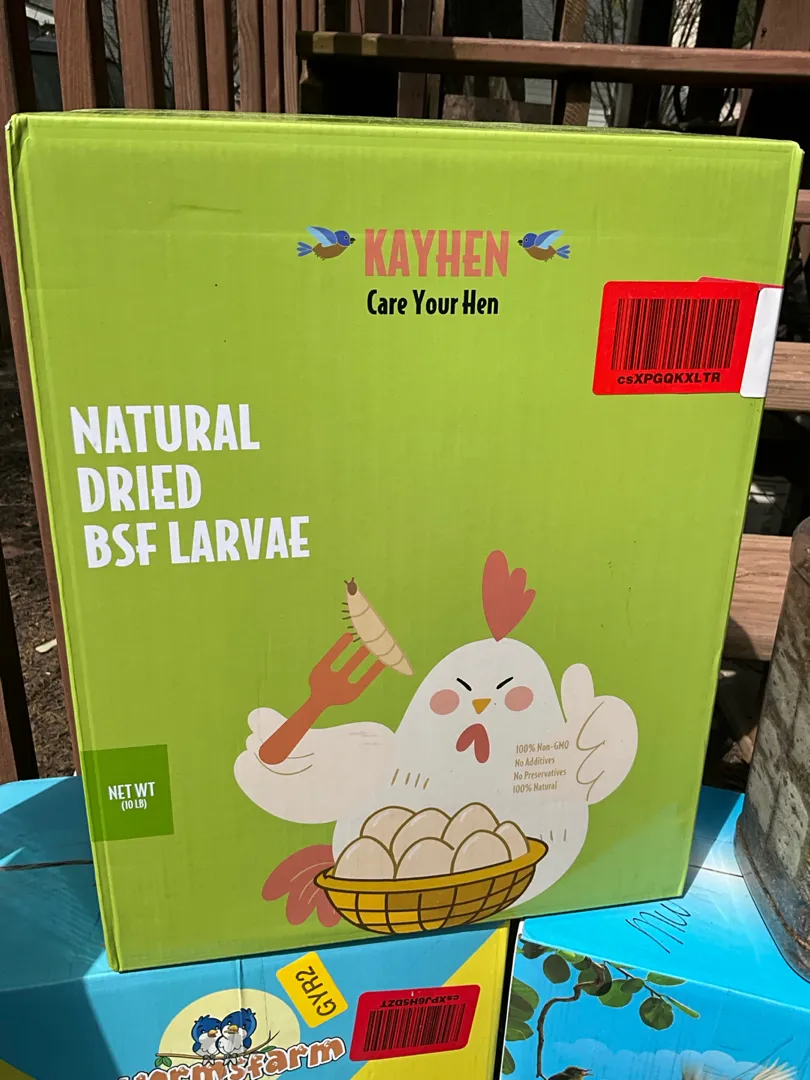 KAYHEN
Care Your Hen
csXPGQKXLTR
NATURAL
DRIED
BSF LARVAE
100% Non-GMO
No Additives
No Preservatives
100% Natural
NET WT
(10 LB)
GYR2
csXPJ6H5DZT